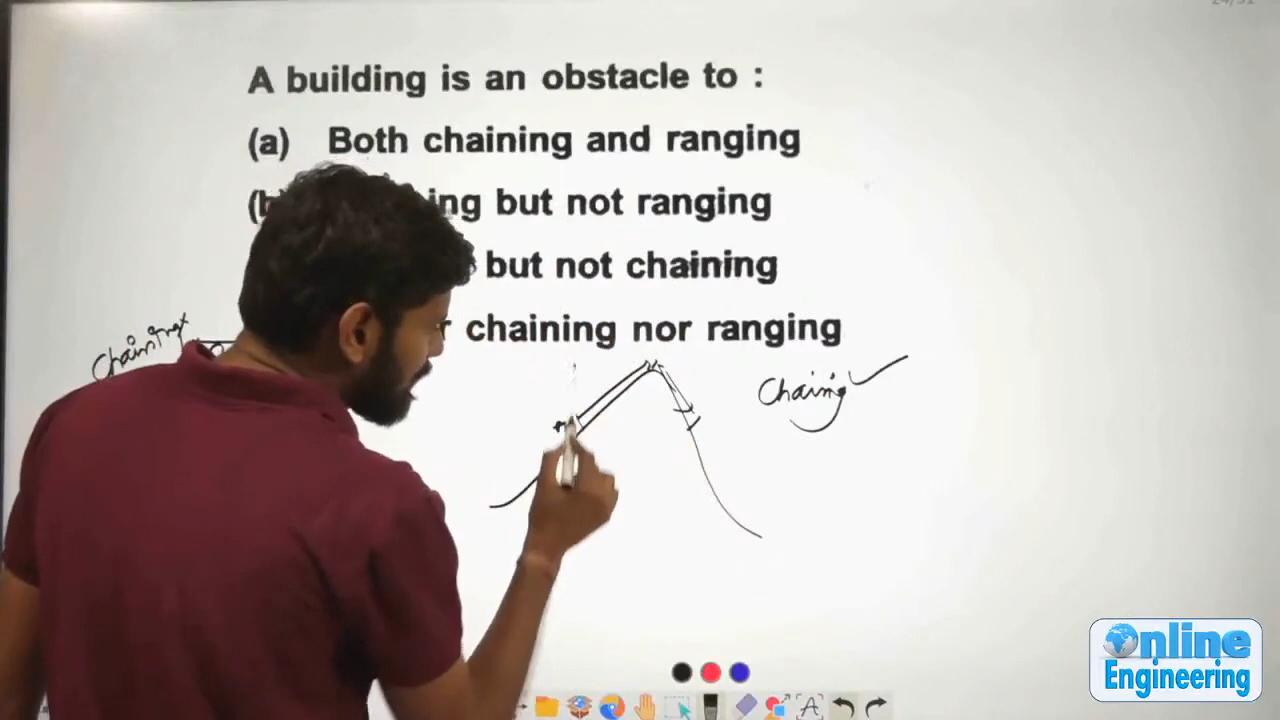 A building is an obstacle to :
(a) Both chaining and ranging
but not ranging
but not chaining
chaining nor ranging
Chaining
Chaining
Online
Engineering